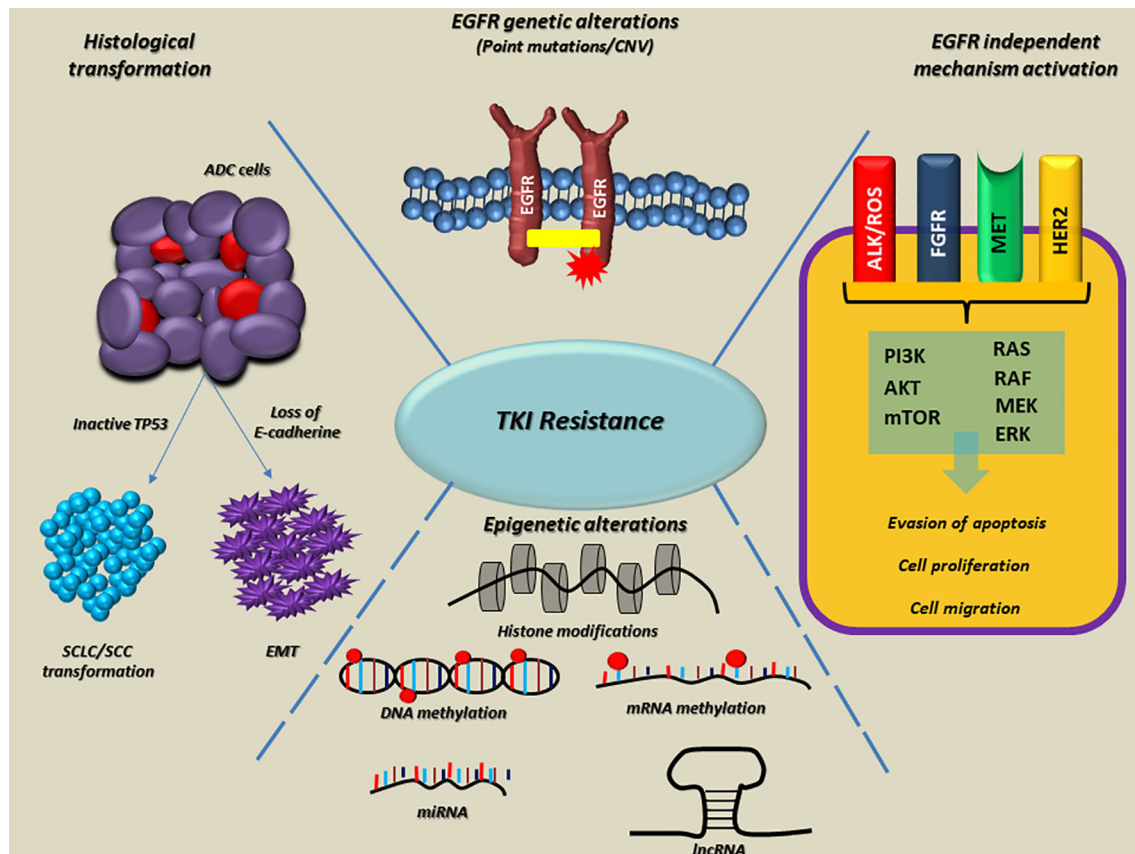 Histological
transformation
EGFR genetic alterations
(Point mutations/CNV)
EGFR independent
mechanism activation
ADC cells
EGFR
EGFR
ALK/ROS
FGFR
MET
HER2
Inactive TP53
Loss of
E-cadherine
SCLC/SCC
transformation
EMT
TKI Resistance
PI3K
AKT
mTOR
RAS
RAF
MEK
ERK
Evasion of apoptosis
Cell proliferation
Cell migration
Epigenetic alterations
Histone modifications
DNA methylation
mRNA methylation
miRNA
lncRNA